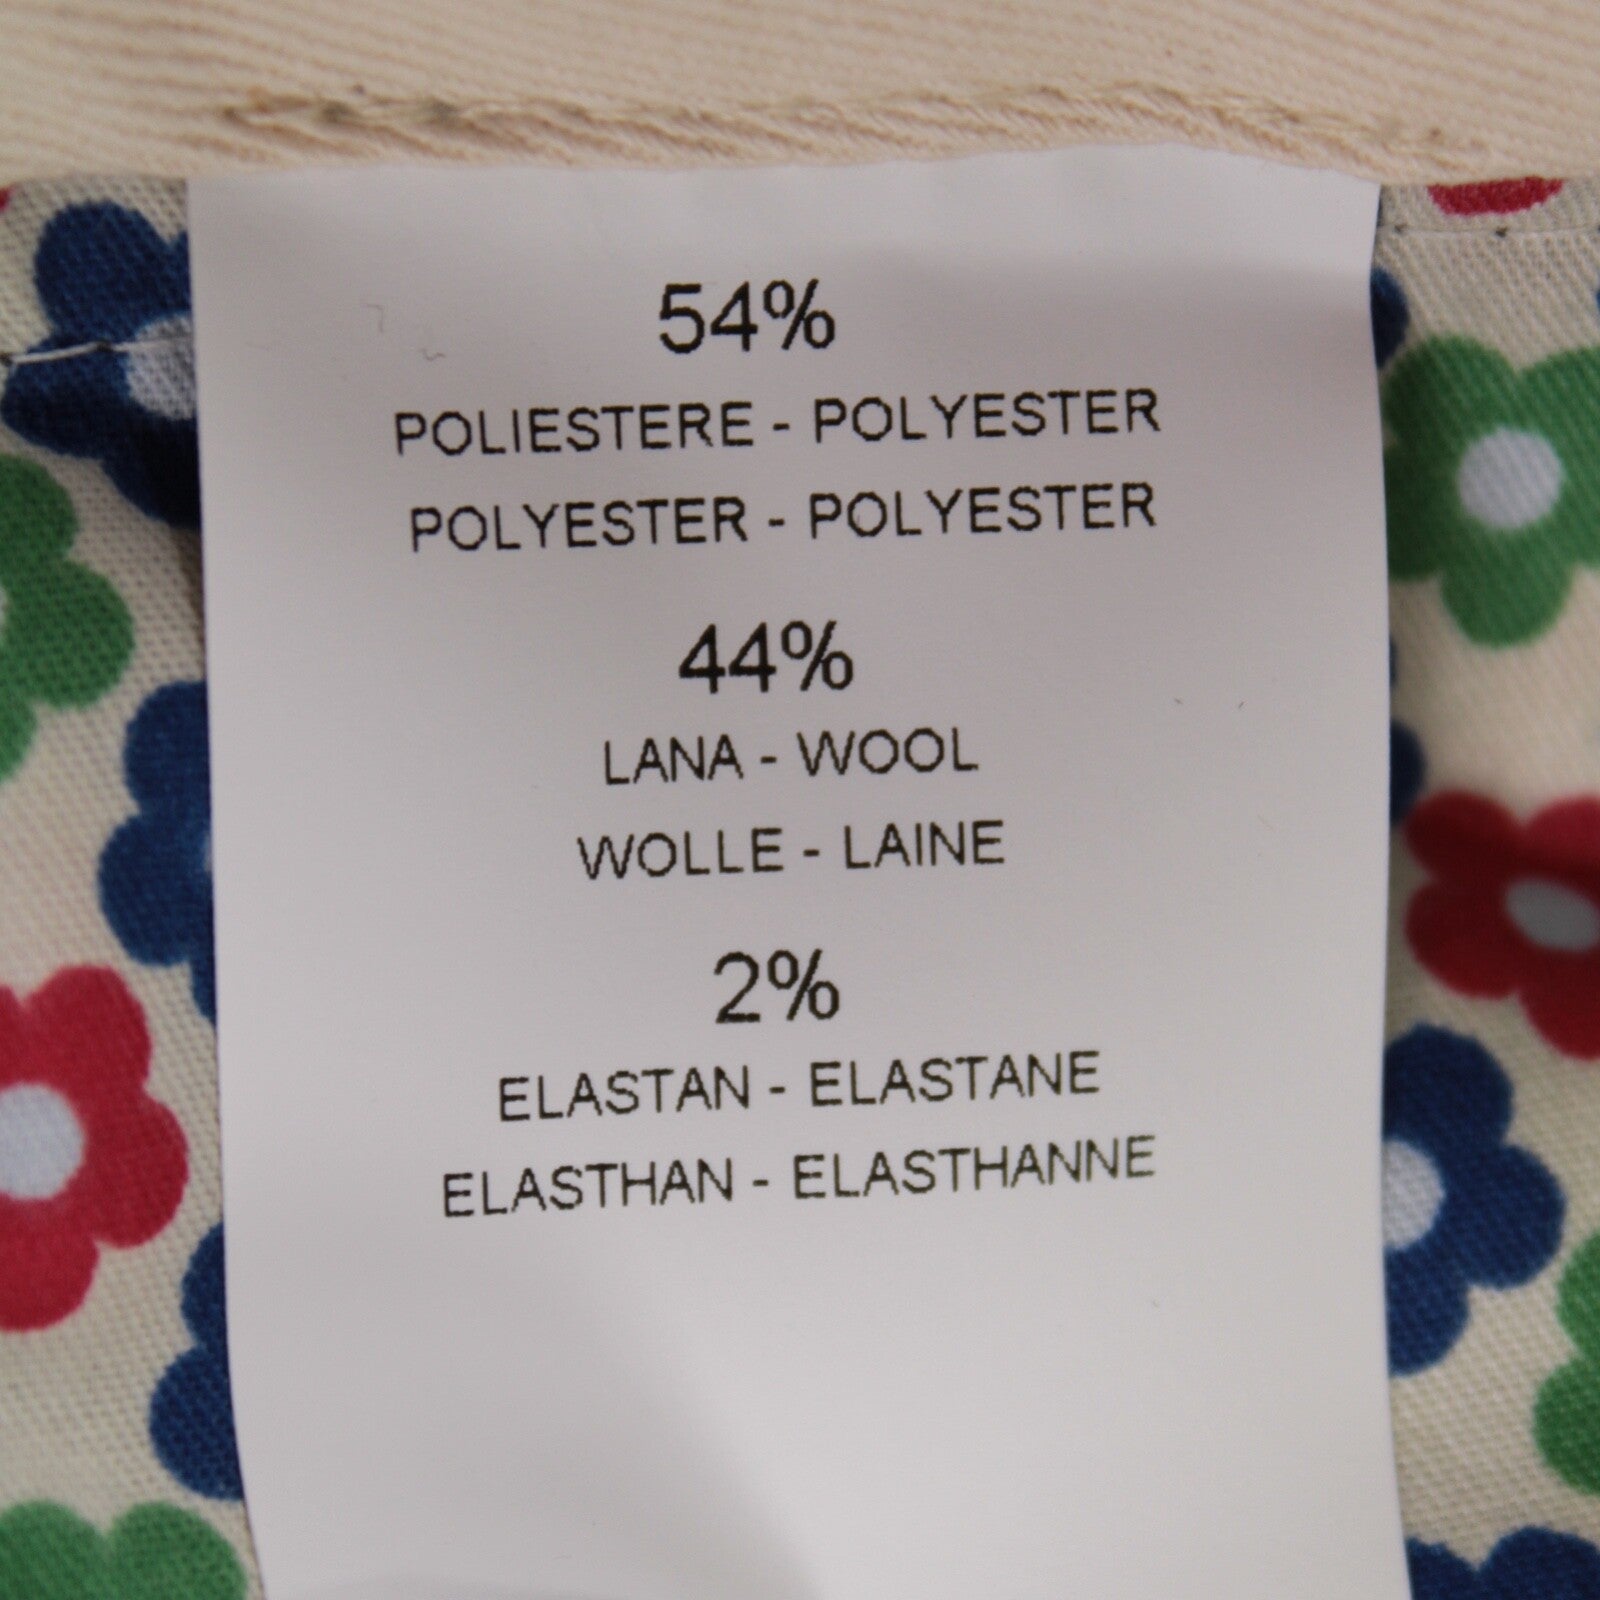 54%
POLIESTERE - POLYESTER
POLYESTER - POLYESTER
44%
LANA - WOOL
WOLLE - LAINE
2%
ELASTAN - ELASTANE
ELASTHAN - ELASTHANNE